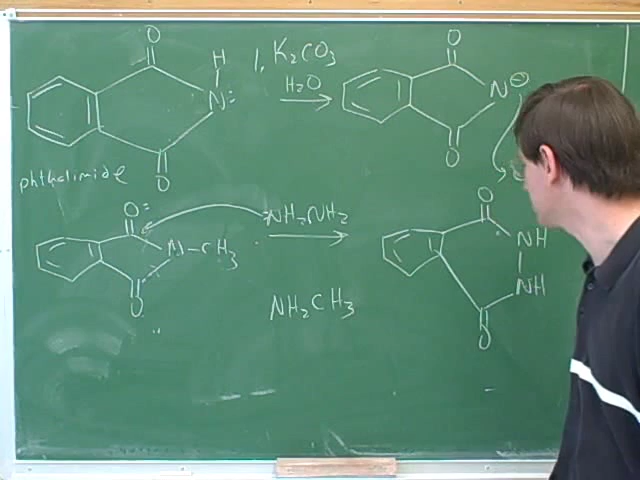 O H O
1. K2CO3
N: H2O N ⊖
O O
phthalimide
O: NH2NH2 O
N-CH3 NH
O NH2CH3 NH
O